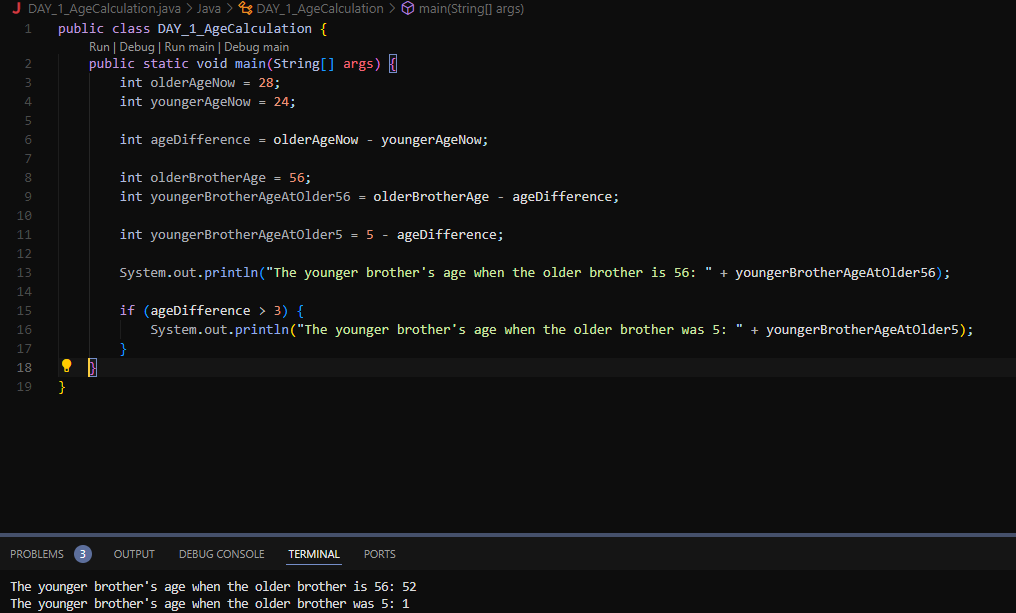 J DAY_1_AgeCalculation.java > Java > DAY_1_AgeCalculation > main(String[] args)
1 public class DAY_1_AgeCalculation {
Run | Debug | Run main | Debug main
2 public static void main(String[] args) {
3 int olderAgeNow = 28;
4 int youngerAgeNow = 24;
5
6 int ageDifference = olderAgeNow - youngerAgeNow;
7
8 int olderBrotherAge = 56;
9 int youngerBrotherAgeAtOlder56 = olderBrotherAge - ageDifference;
10
11 int youngerBrotherAgeAtOlder5 = 5 - ageDifference;
12
13 System.out.println("The younger brother's age when the older brother is 56: " + youngerBrotherAgeAtOlder56);
14
15 if (ageDifference > 3) {
16 System.out.println("The younger brother's age when the older brother was 5: " + youngerBrotherAgeAtOlder5);
17 }
18 }
19 }
PROBLEMS 3 OUTPUT DEBUG CONSOLE TERMINAL PORTS
The younger brother's age when the older brother is 56: 52
The younger brother's age when the older brother was 5: 1